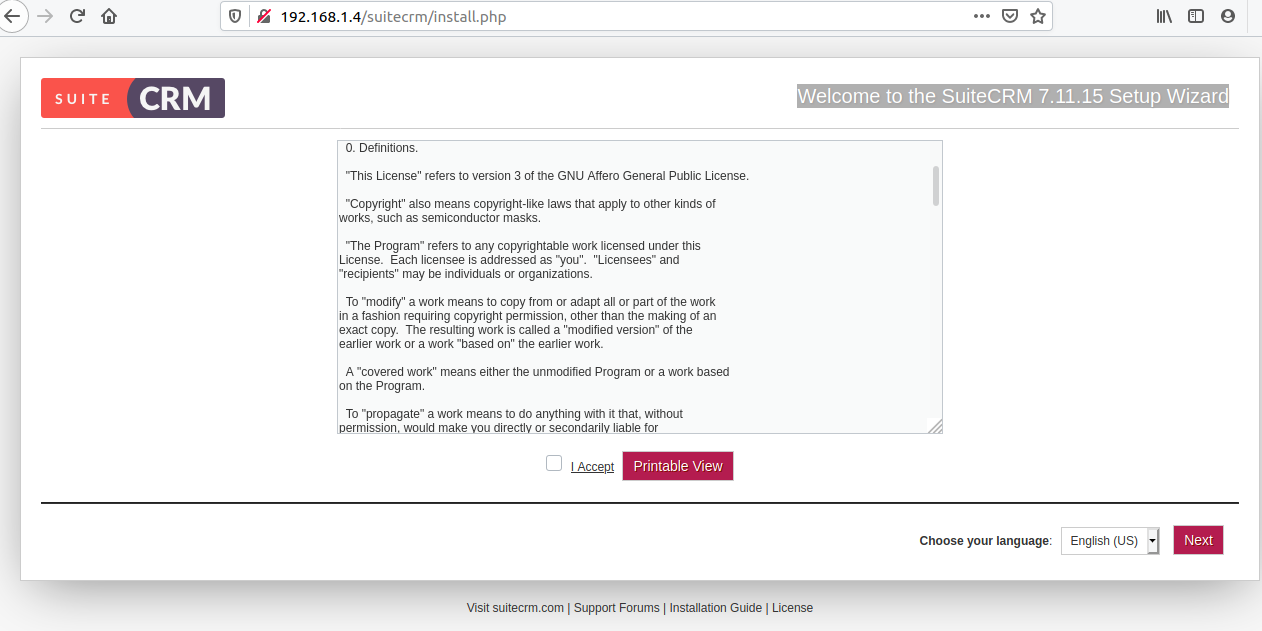 192.168.1.4/suitecrm/install.php
SUITE CRM
Welcome to the SuiteCRM 7.11.15 Setup Wizard
0. Definitions.
"This License" refers to version 3 of the GNU Affero General Public License.
"Copyright" also means copyright-like laws that apply to other kinds of
works, such as semiconductor masks.
"The Program" refers to any copyrightable work licensed under this
License.  Each licensee is addressed as "you".  "Licensees" and
"recipients" may be individuals or organizations.
To "modify" a work means to copy from or adapt all or part of the work
in a fashion requiring copyright permission, other than the making of an
exact copy.  The resulting work is called a "modified version" of the
earlier work or a work "based on" the earlier work.
A "covered work" means either the unmodified Program or a work based
on the Program.
To "propagate" a work means to do anything with it that, without
permission, would make you directly or secondarily liable for
I Accept Printable View
Choose your language: English (US) Next
Visit suitecrm.com | Support Forums | Installation Guide | License